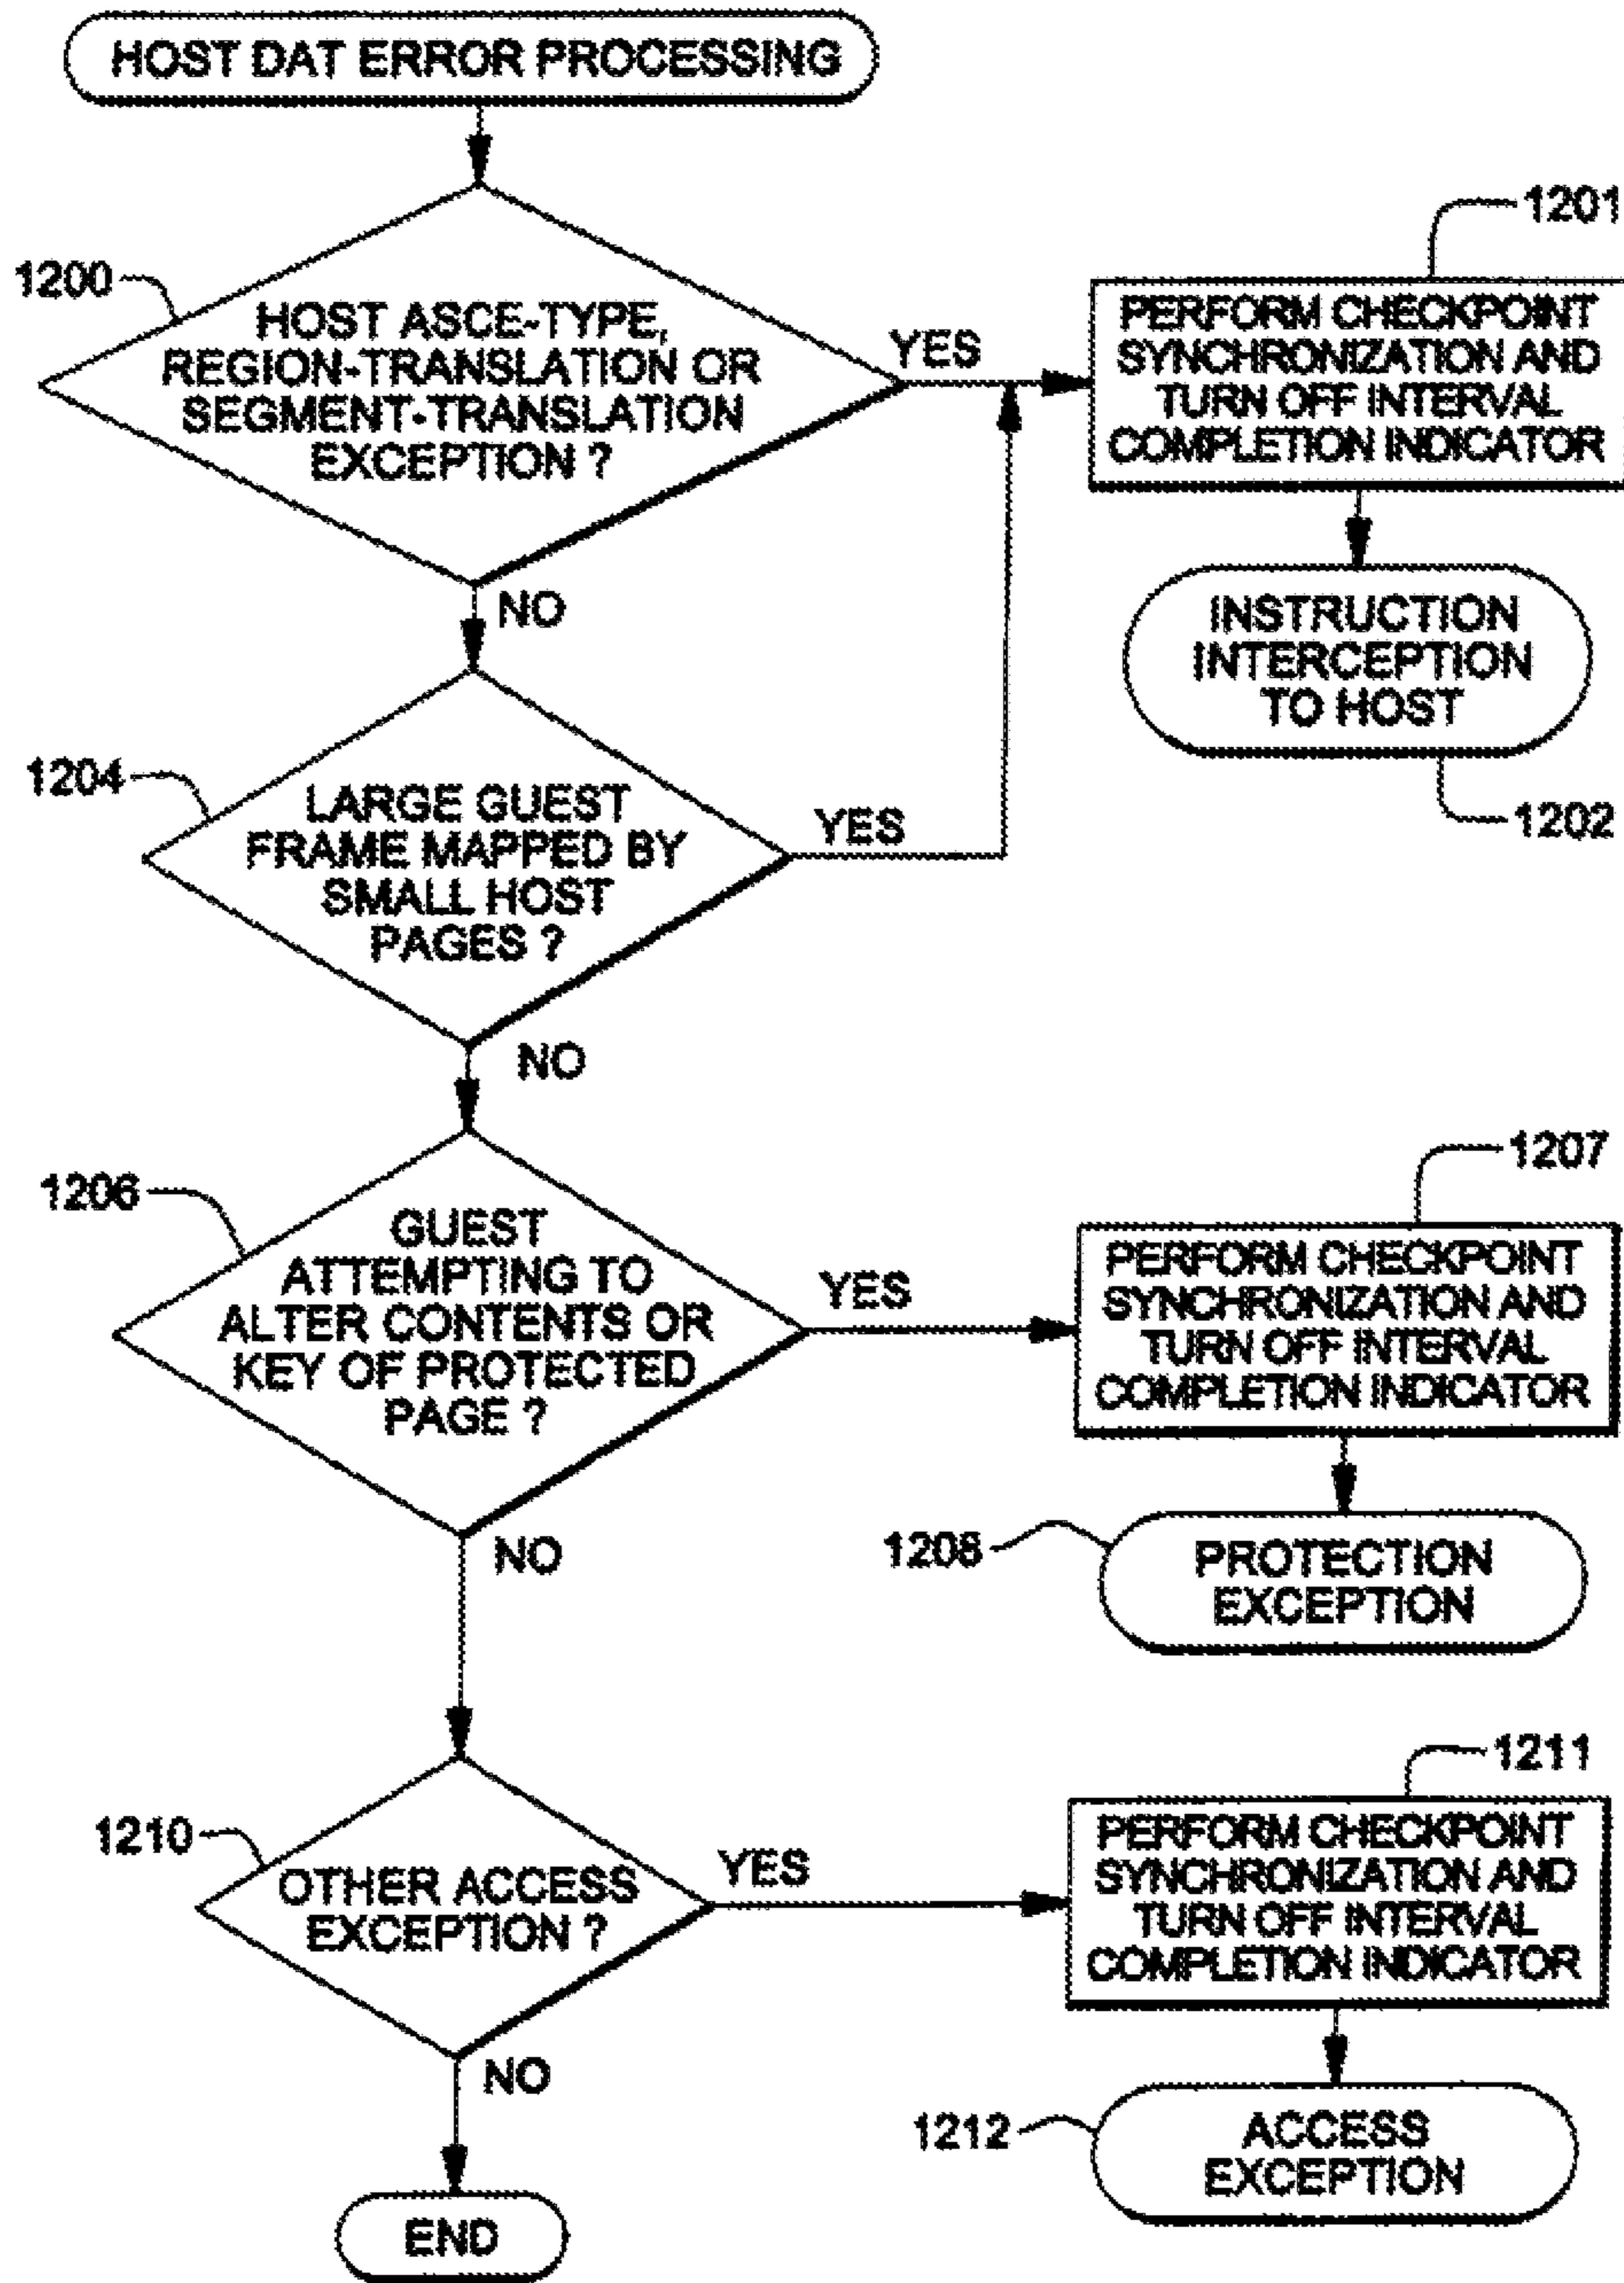 HOST DAT ERROR PROCESSING
1200
HOST ASCE-TYPE,
REGION-TRANSLATION OR
SEGMENT-TRANSLATION
EXCEPTION ?
YES
NO
1201
PERFORM CHECKPOINT
SYNCHRONIZATION AND
TURN OFF INTERVAL
COMPLETION INDICATOR
INSTRUCTION
INTERCEPTION
TO HOST
1202
1204
LARGE GUEST
FRAME MAPPED BY
SMALL HOST
PAGES ?
YES
NO
1206
GUEST
ATTEMPTING TO
ALTER CONTENTS OR
KEY OF PROTECTED
PAGE ?
YES
NO
1207
PERFORM CHECKPOINT
SYNCHRONIZATION AND
TURN OFF INTERVAL
COMPLETION INDICATOR
1208
PROTECTION
EXCEPTION
1210
OTHER ACCESS
EXCEPTION ?
YES
NO
1211
PERFORM CHECKPOINT
SYNCHRONIZATION AND
TURN OFF INTERVAL
COMPLETION INDICATOR
1212
ACCESS
EXCEPTION
END